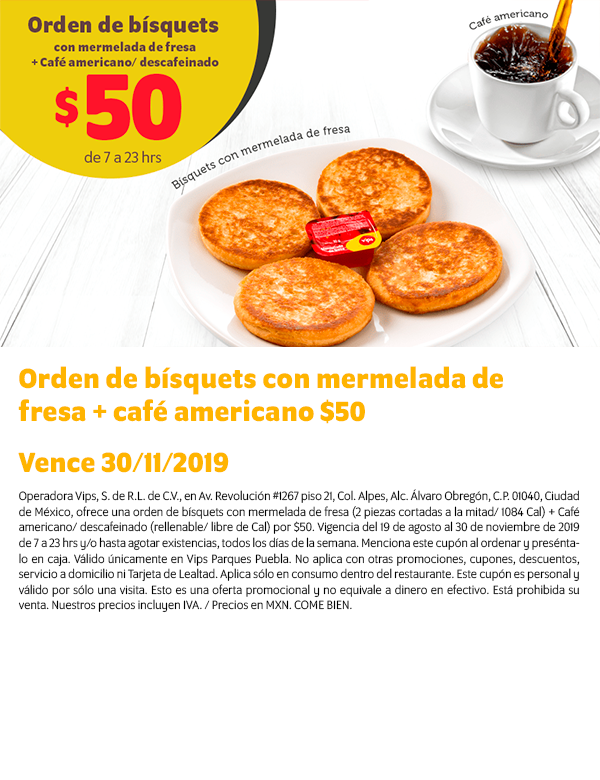 Orden de bísquets
con mermelada de fresa
+ Café americano/ descafeinado
$50
de 7 a 23 hrs
Café americano
Bísquets con mermelada de fresa
Vips
Orden de bísquets con mermelada de
fresa + café americano $50
Vence 30/11/2019
Operadora Vips, S. de R.L. de C.V., en Av. Revolución #1267 piso 21, Col. Alpes, Alc. Álvaro Obregón, C.P. 01040, Ciudad
de México, ofrece una orden de bísquets con mermelada de fresa (2 piezas cortadas a la mitad/ 1084 Cal) + Café
americano/ descafeinado (rellenable/ libre de Cal) por $50. Vigencia del 19 de agosto al 30 de noviembre de 2019
de 7 a 23 hrs y/o hasta agotar existencias, todos los días de la semana. Menciona este cupón al ordenar y presénta-
lo en caja. Válido únicamente en Vips Parques Puebla. No aplica con otras promociones, cupones, descuentos,
servicio a domicilio ni Tarjeta de Lealtad. Aplica sólo en consumo dentro del restaurante. Este cupón es personal y
válido por sólo una visita. Esto es una oferta promocional y no equivale a dinero en efectivo. Está prohibida su
venta. Nuestros precios incluyen IVA. / Precios en MXN. COME BIEN.